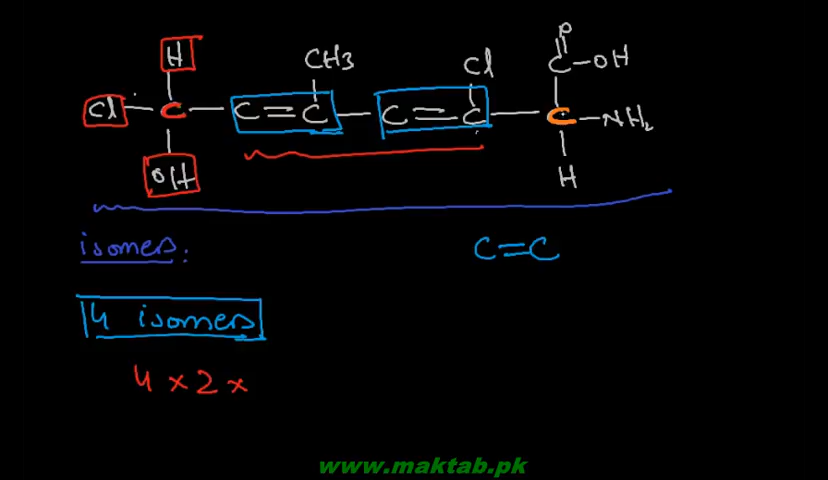 H CH3 Cl O
C-OH
Cl-C-C=C-C=C-C-NH₂
OH H
isomers: C=C
4 isomers
4 × 2 ×
www.maktab.pk